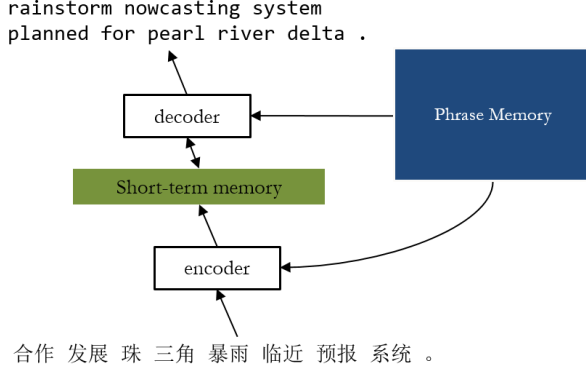 rainstorm nowcasting system
planned for pearl river delta .
decoder
Phrase Memory
Short-term memory
encoder
合作 发展 珠 三角 暴雨 临近 预报 系统 。